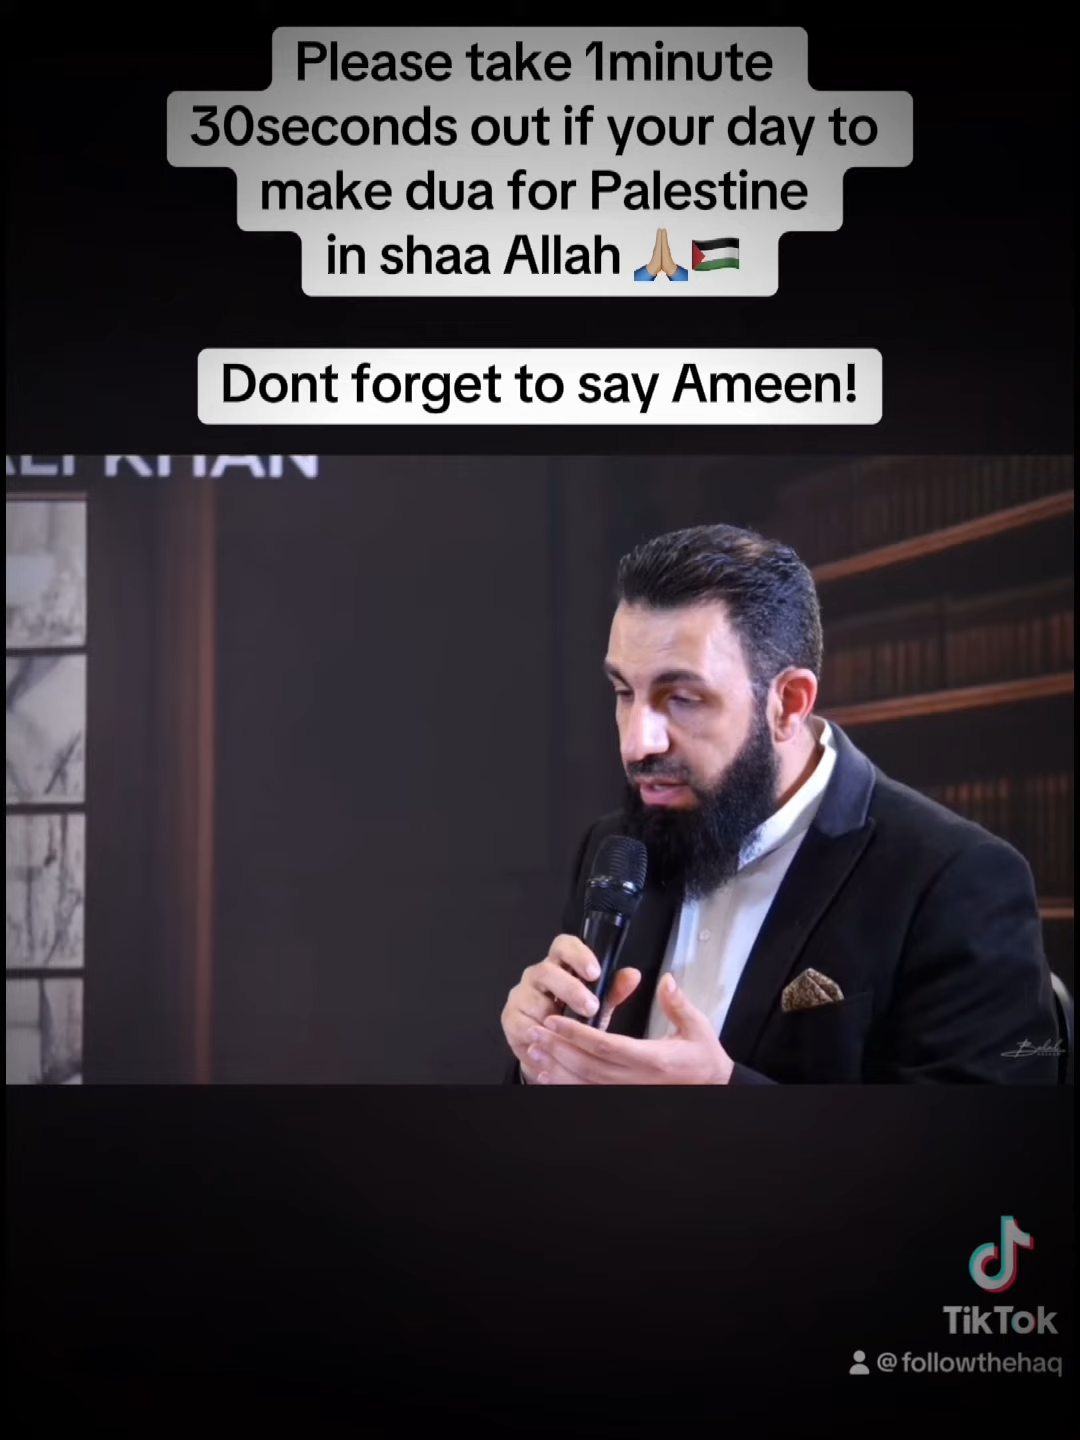 Please take 1minute
30seconds out if your day to
make dua for Palestine
in shaa Allah 🙏🏼🇵🇸
Dont forget to say Ameen!
KHAN
TikTok
@followthehaq